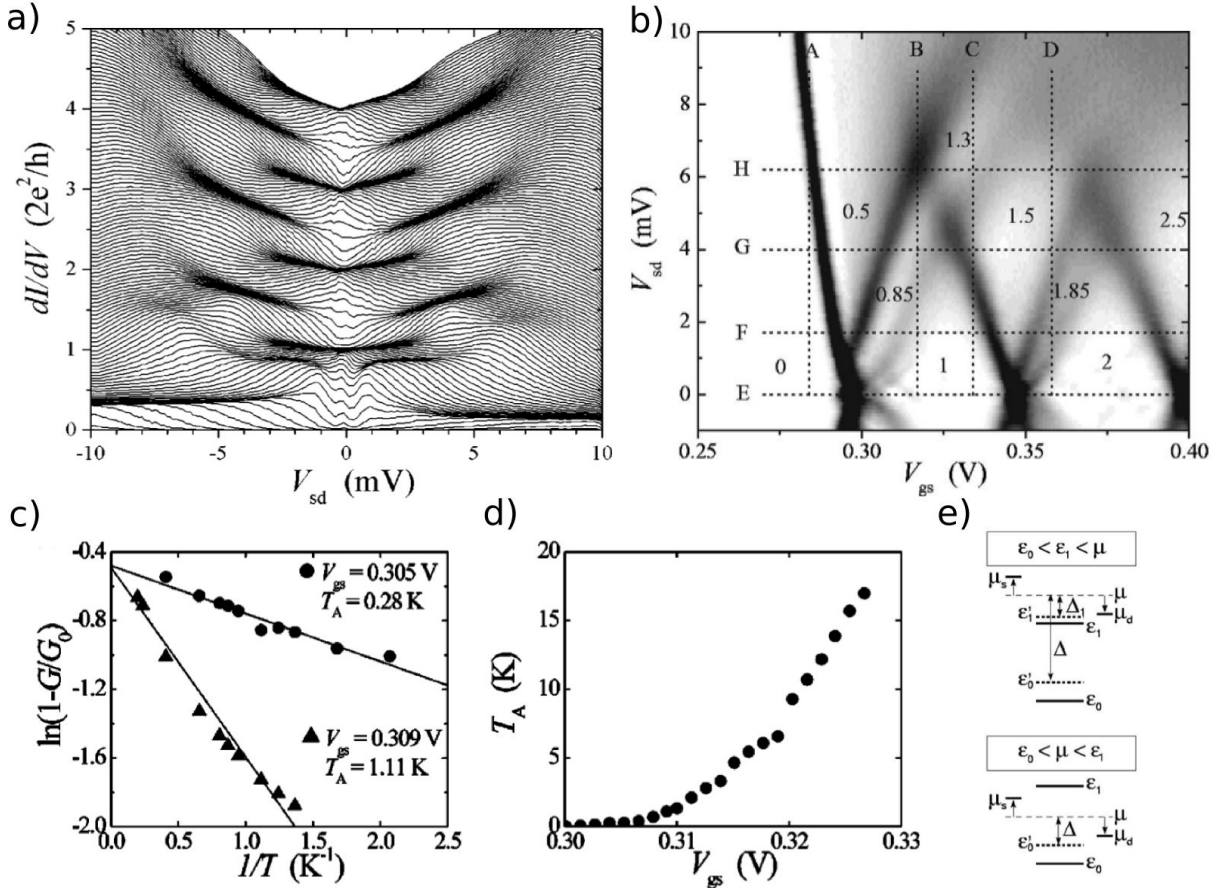 a)
dI/dV (2e²/h)
5
4
3
2
1
0
-10 -5 0 5 10
V_sd (mV)
b)
V_sd (mV)
10
8
6
4
2
0
A B C D
H
G
F
E
1.3
0.5 1.5 2.5
0.85 1.85
0 1 2
0.25 0.30 0.35 0.40
V_gs (V)
c)
ln(1-G/G₀)
-0.4
-0.8
-1.2
-1.6
-2.0
V_gs = 0.305 V
T_A = 0.28 K
V_gs = 0.309 V
T_A = 1.11 K
0.0 0.5 1.0 1.5 2.0 2.5
1/T (K⁻¹)
d)
T_A (K)
20
15
10
5
0
0.30 0.31 0.32 0.33
V_gs (V)
e)
ε₀ < ε₁ < μ
μ_s
μ
ε₁' Δ₁ μ_d
ε₁
Δ
ε₀'
ε₀
ε₀ < μ < ε₁
ε₁
μ_s
μ
Δ μ_d
ε₀'
ε₀